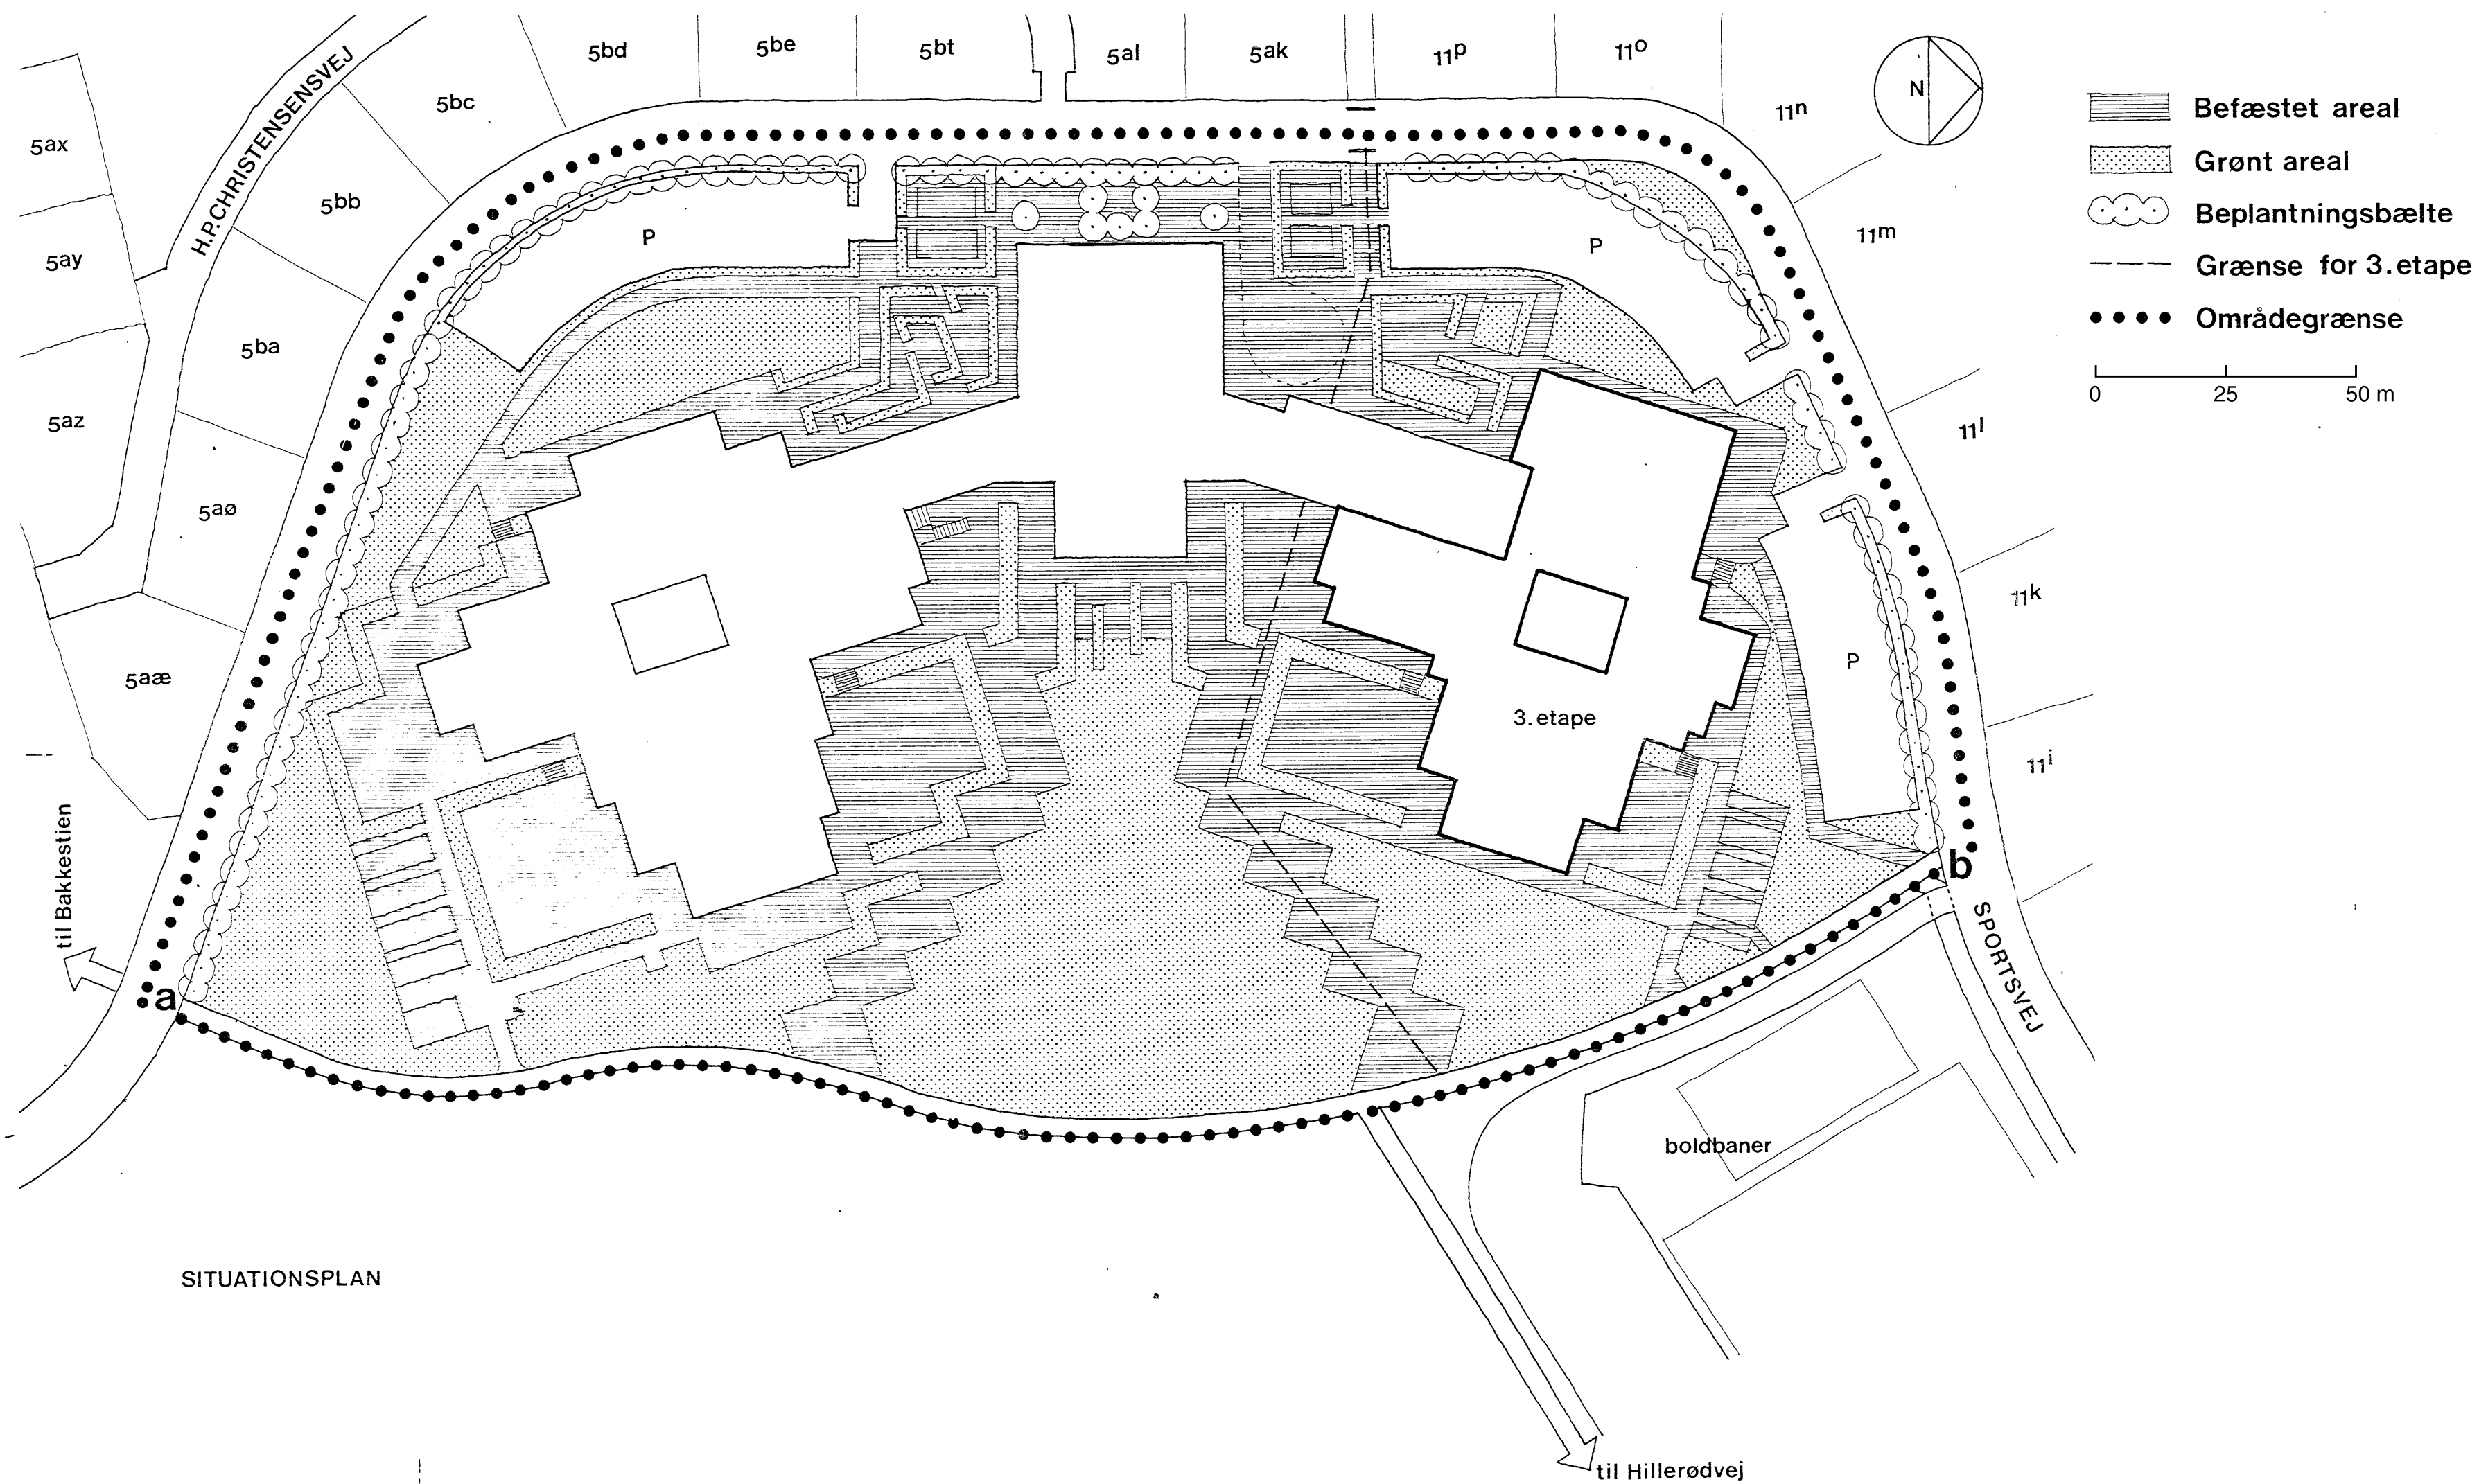 5bd
5be
5bt
5al
5ak
11p
11o
5bc
11n
N
5ax
H.P.CHRISTENSENSVEJ
5bb
P
P
11m
5ay
5ba
5az
11l
5aø
11k
5aæ
P
3.etape
11i
til Bakkestien
a
b
SPORTSVEJ
boldbaner
SITUATIONSPLAN
til Hillerødvej
Befæstet areal
Grønt areal
Beplantningsbælte
Grænse for 3.etape
Områdegrænse
0 25 50 m